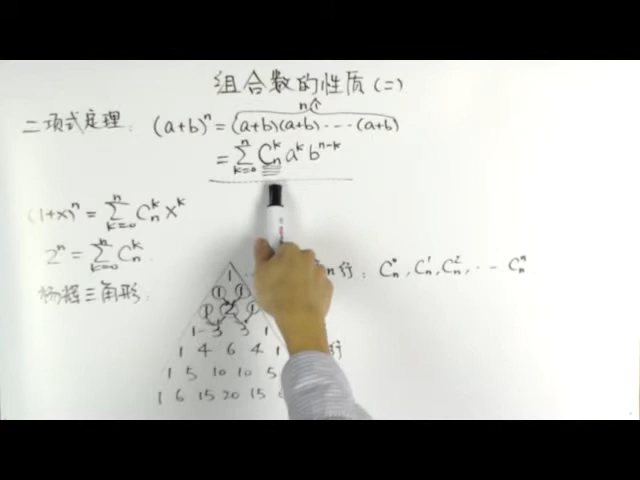 组合数的性质(二)
n个
二项式定理: (a+b)ⁿ = (a+b)(a+b)⋯(a+b)
= ∑ₖ₌₀ⁿ Cₙᵏ aᵏ bⁿ⁻ᵏ
(1+x)ⁿ = ∑ₖ₌₀ⁿ Cₙᵏ xᵏ
2ⁿ = ∑ₖ₌₀ⁿ Cₙᵏ.
1 n行: Cₙ⁰, Cₙ¹, Cₙ², ⋯ Cₙⁿ
杨辉三角形:
1 1
1 2 1
1 3 3 1
1 4 6 4 1 行
1 5 10 10 5
1 6 15 20 15